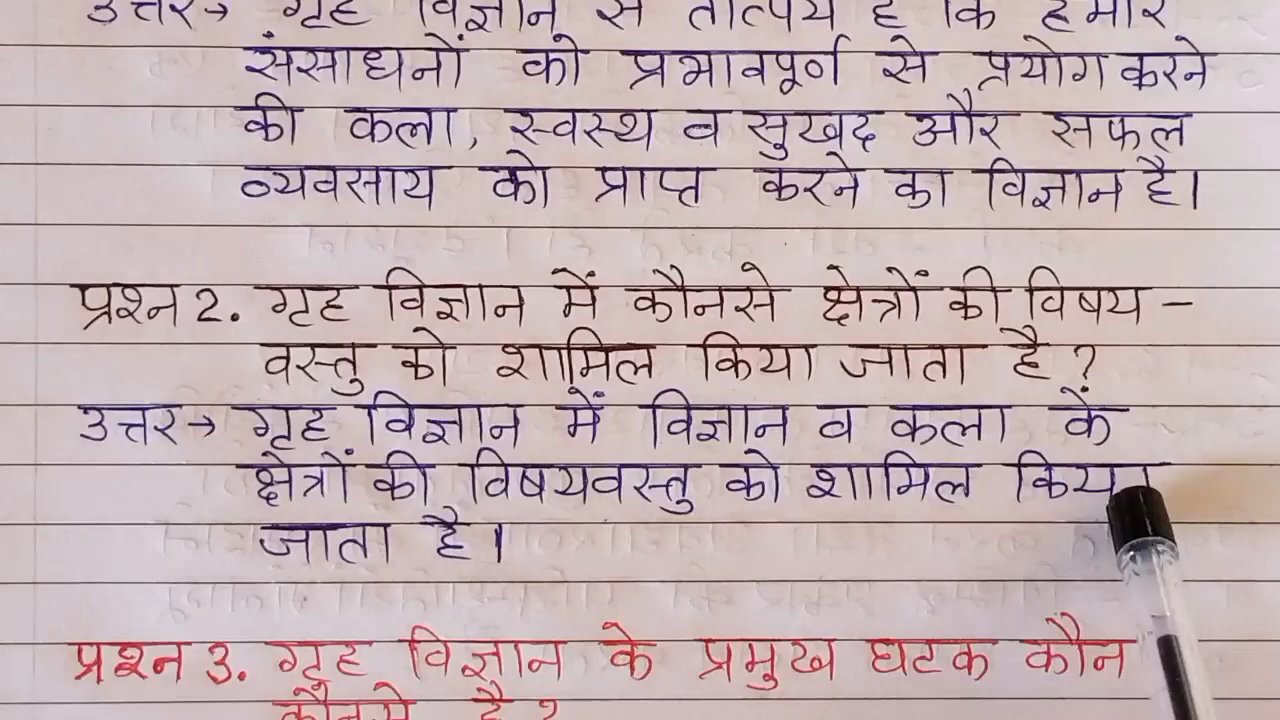 उत्तर→ गृह विज्ञान से तात्पर्य है कि हमारे
संसाधनों को प्रभावपूर्ण से प्रयोग करने
की कला, स्वस्थ व सुखद और सफल
व्यवसाय को प्राप्त करने का विज्ञान है।
प्रश्न 2. गृह विज्ञान में कौनसे क्षेत्रों की विषय -
वस्तु को शामिल किया जाता है ?
उत्तर→ गृह विज्ञान में विज्ञान व कला कें
क्षेत्रों की विषयवस्तु को शामिल किया
जाता है।
प्रश्न 3. गृह विज्ञान के प्रमुख घटक कौन
कौनसे है ?